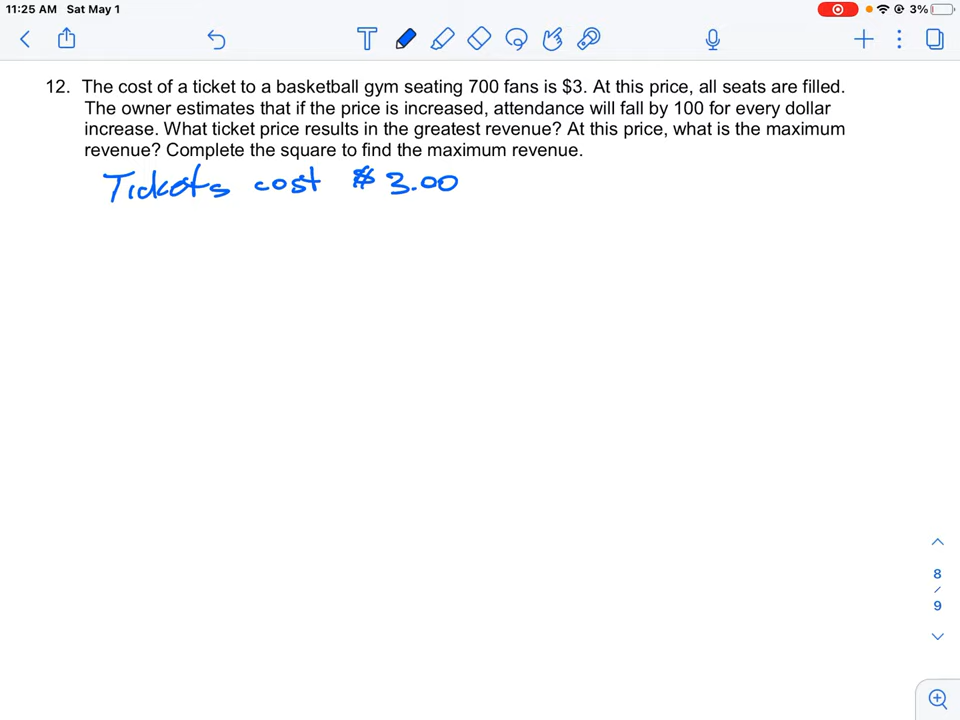 11:25 AM Sat May 1
3%
T
12. The cost of a ticket to a basketball gym seating 700 fans is $3. At this price, all seats are filled.
The owner estimates that if the price is increased, attendance will fall by 100 for every dollar
increase. What ticket price results in the greatest revenue? At this price, what is the maximum
revenue? Complete the square to find the maximum revenue.
Tickets cost $3.00
8
/
9